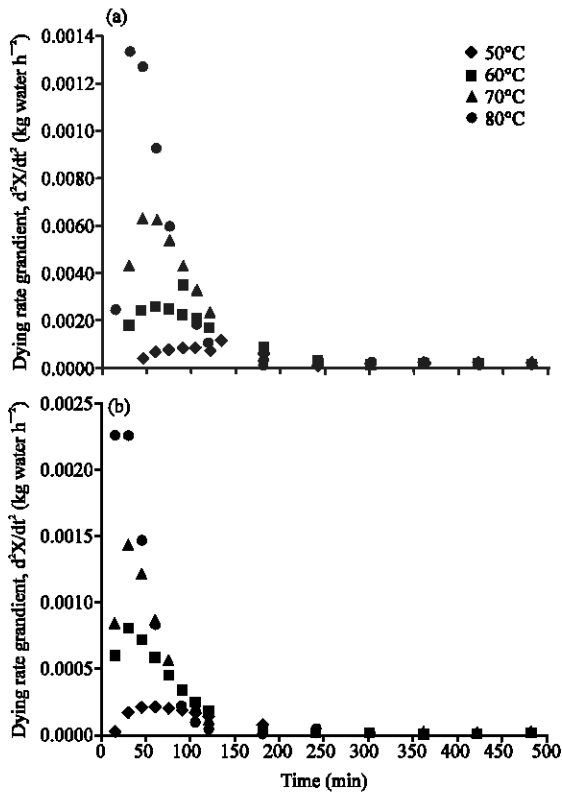 (a)
Dying rate grandient, d²X/dt² (kg water h⁻²)
0.0014
0.0012
0.0010
0.0080
0.0060
0.0040
0.0020
0.0000
50°C
60°C
70°C
80°C
(b)
Dying rate grandient, d²X/dt² (kg water h⁻²)
0.0025
0.0020
0.0015
0.0010
0.0005
0.0000
0 50 100 150 200 250 300 350 400 450 500
Time (min)